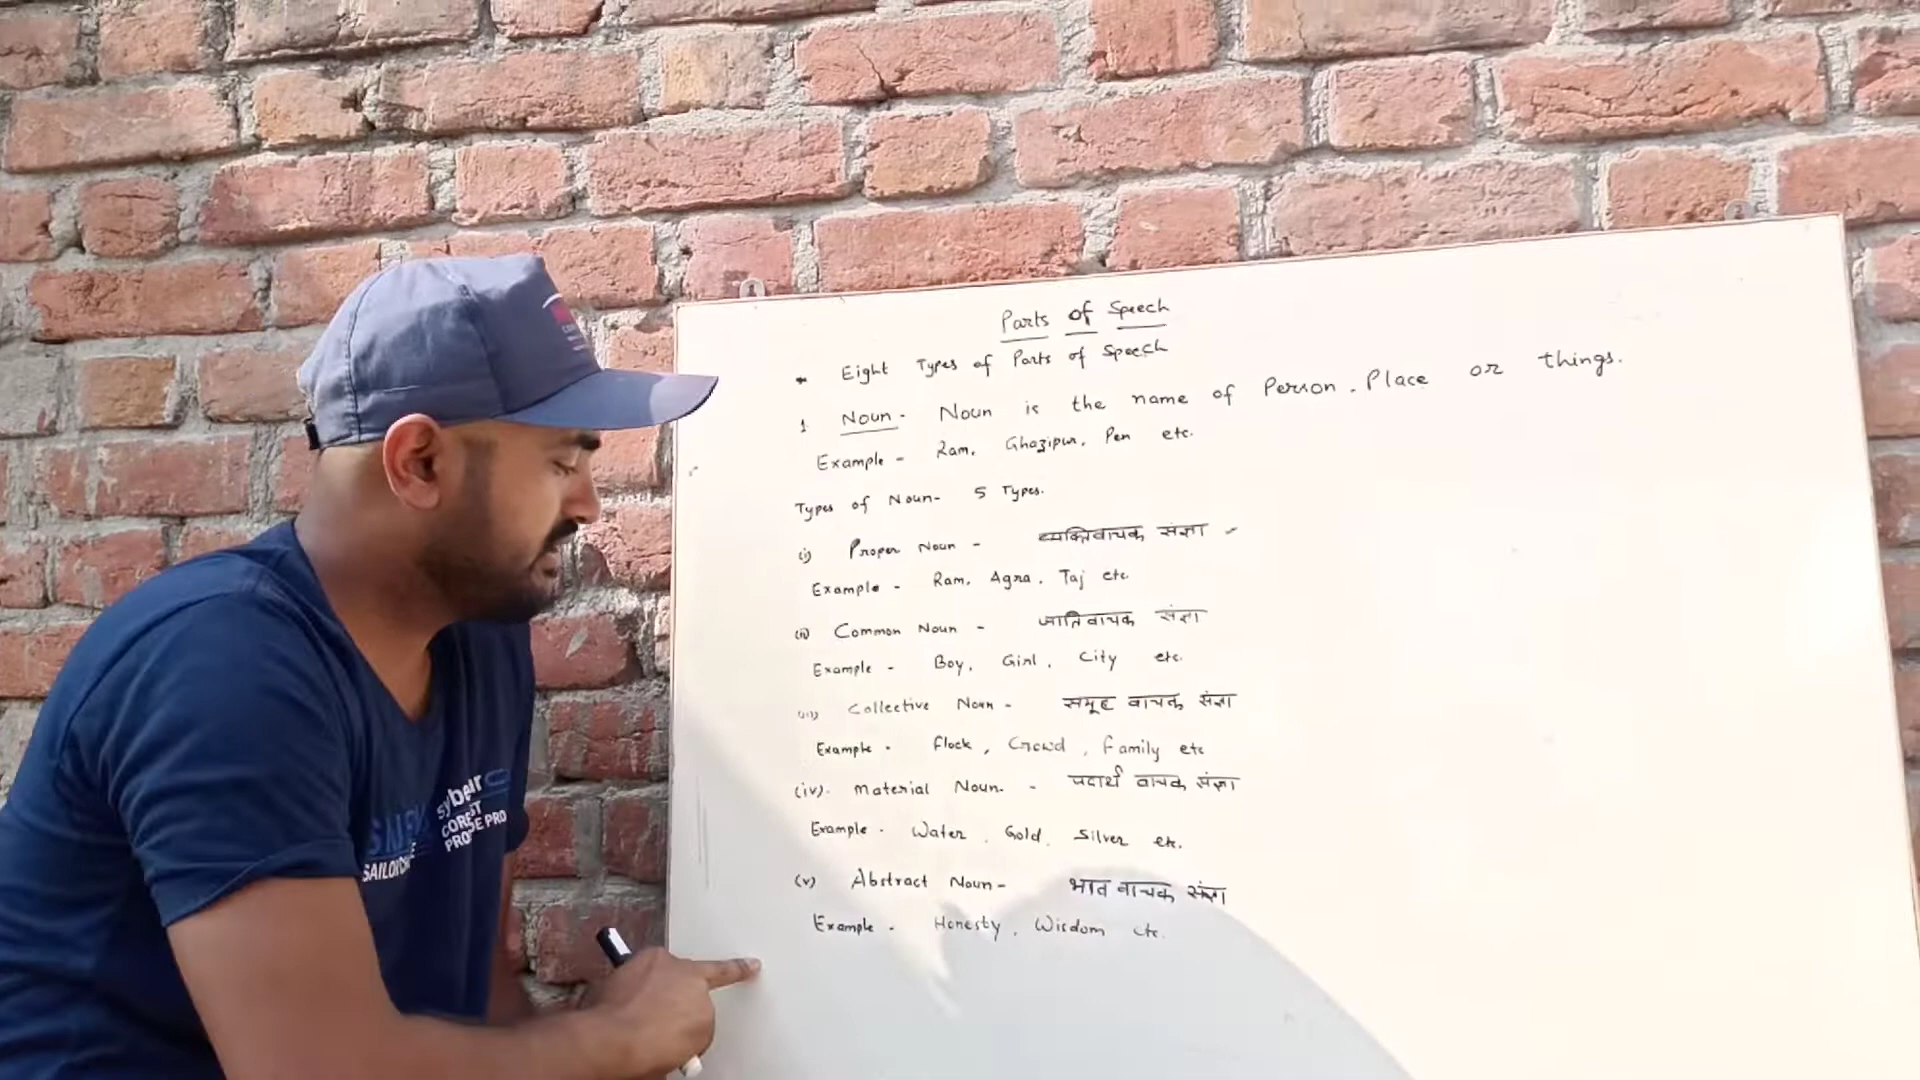 Parts of Speech
* Eight Types of Parts of Speech
1 Noun - Noun is the name of Person, Place or things.
Example - Ram, Ghazipur, Pen etc.
Types of Noun - 5 Types.
(i) Proper Noun - व्यक्तिवाचक संज्ञा -
Example - Ram, Agra, Taj etc.
(ii) Common Noun - जातिवाचक संज्ञा
Example - Boy, Girl, City etc.
(iii) Collective Noun - समूह वाचक संज्ञा
Example - Flock, Crowd, Family etc
(iv). Material Noun. - पदार्थ वाचक संज्ञा
Example - Water, Gold, Silver etc.
(v) Abstract Noun - भाव वाचक संज्ञा
Example - Honesty, Wisdom etc.
PRO